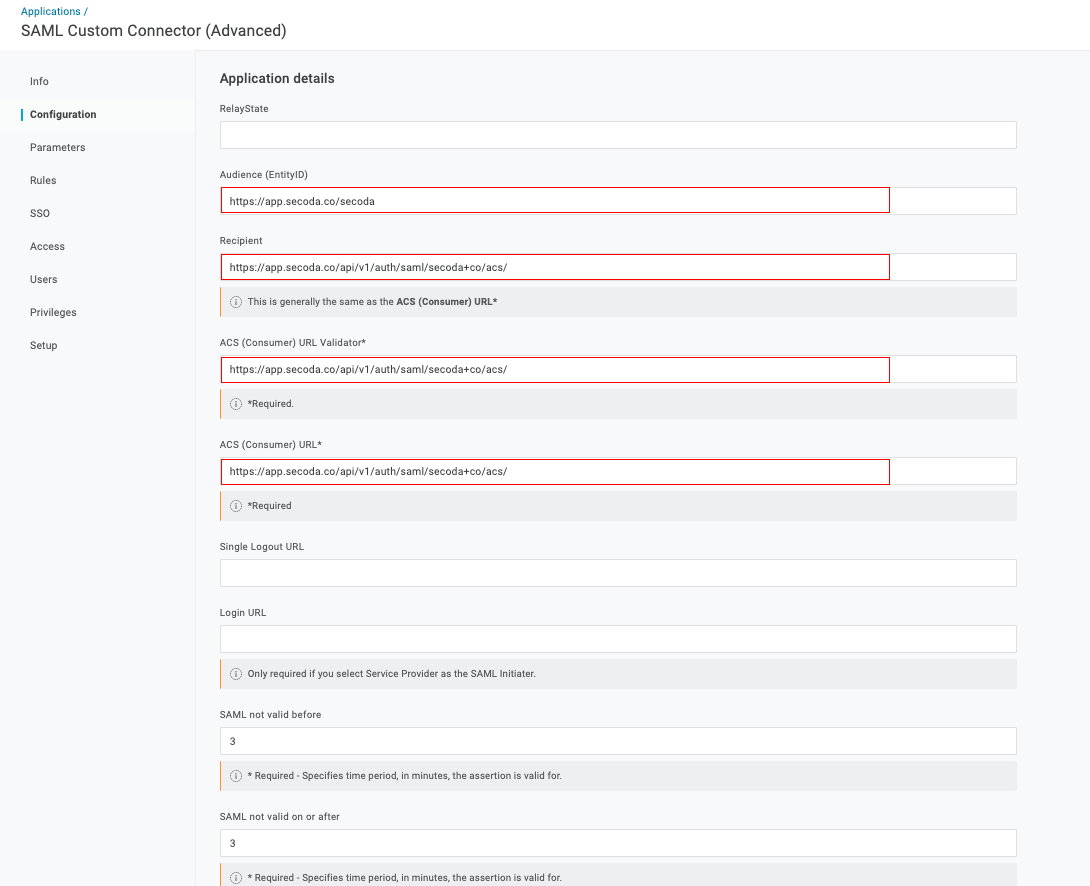 Applications /
SAML Custom Connector (Advanced)
Info
Configuration
Parameters
Rules
SSO
Access
Users
Privileges
Setup
Application details
RelayState
Audience (EntityID)
https://app.secoda.co/secoda
Recipient
https://app.secoda.co/api/v1/auth/saml/secoda+co/acs/
This is generally the same as the ACS (Consumer) URL*
ACS (Consumer) URL Validator*
https://app.secoda.co/api/v1/auth/saml/secoda+co/acs/
*Required.
ACS (Consumer) URL*
https://app.secoda.co/api/v1/auth/saml/secoda+co/acs/
*Required
Single Logout URL
Login URL
Only required if you select Service Provider as the SAML Initiater.
SAML not valid before
3
* Required - Specifies time period, in minutes, the assertion is valid for.
SAML not valid on or after
3
* Required - Specifies time period, in minutes, the assertion is valid for.